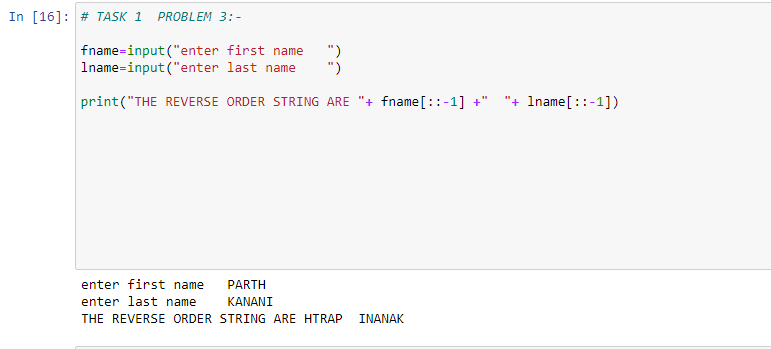 In [16]: # TASK 1  PROBLEM 3:-
fname=input("enter first name   ")
lname=input("enter last name    ")
print("THE REVERSE ORDER STRING ARE "+ fname[::-1] +"  "+ lname[::-1])
enter first name   PARTH
enter last name    KANANI
THE REVERSE ORDER STRING ARE HTRAP  INANAK